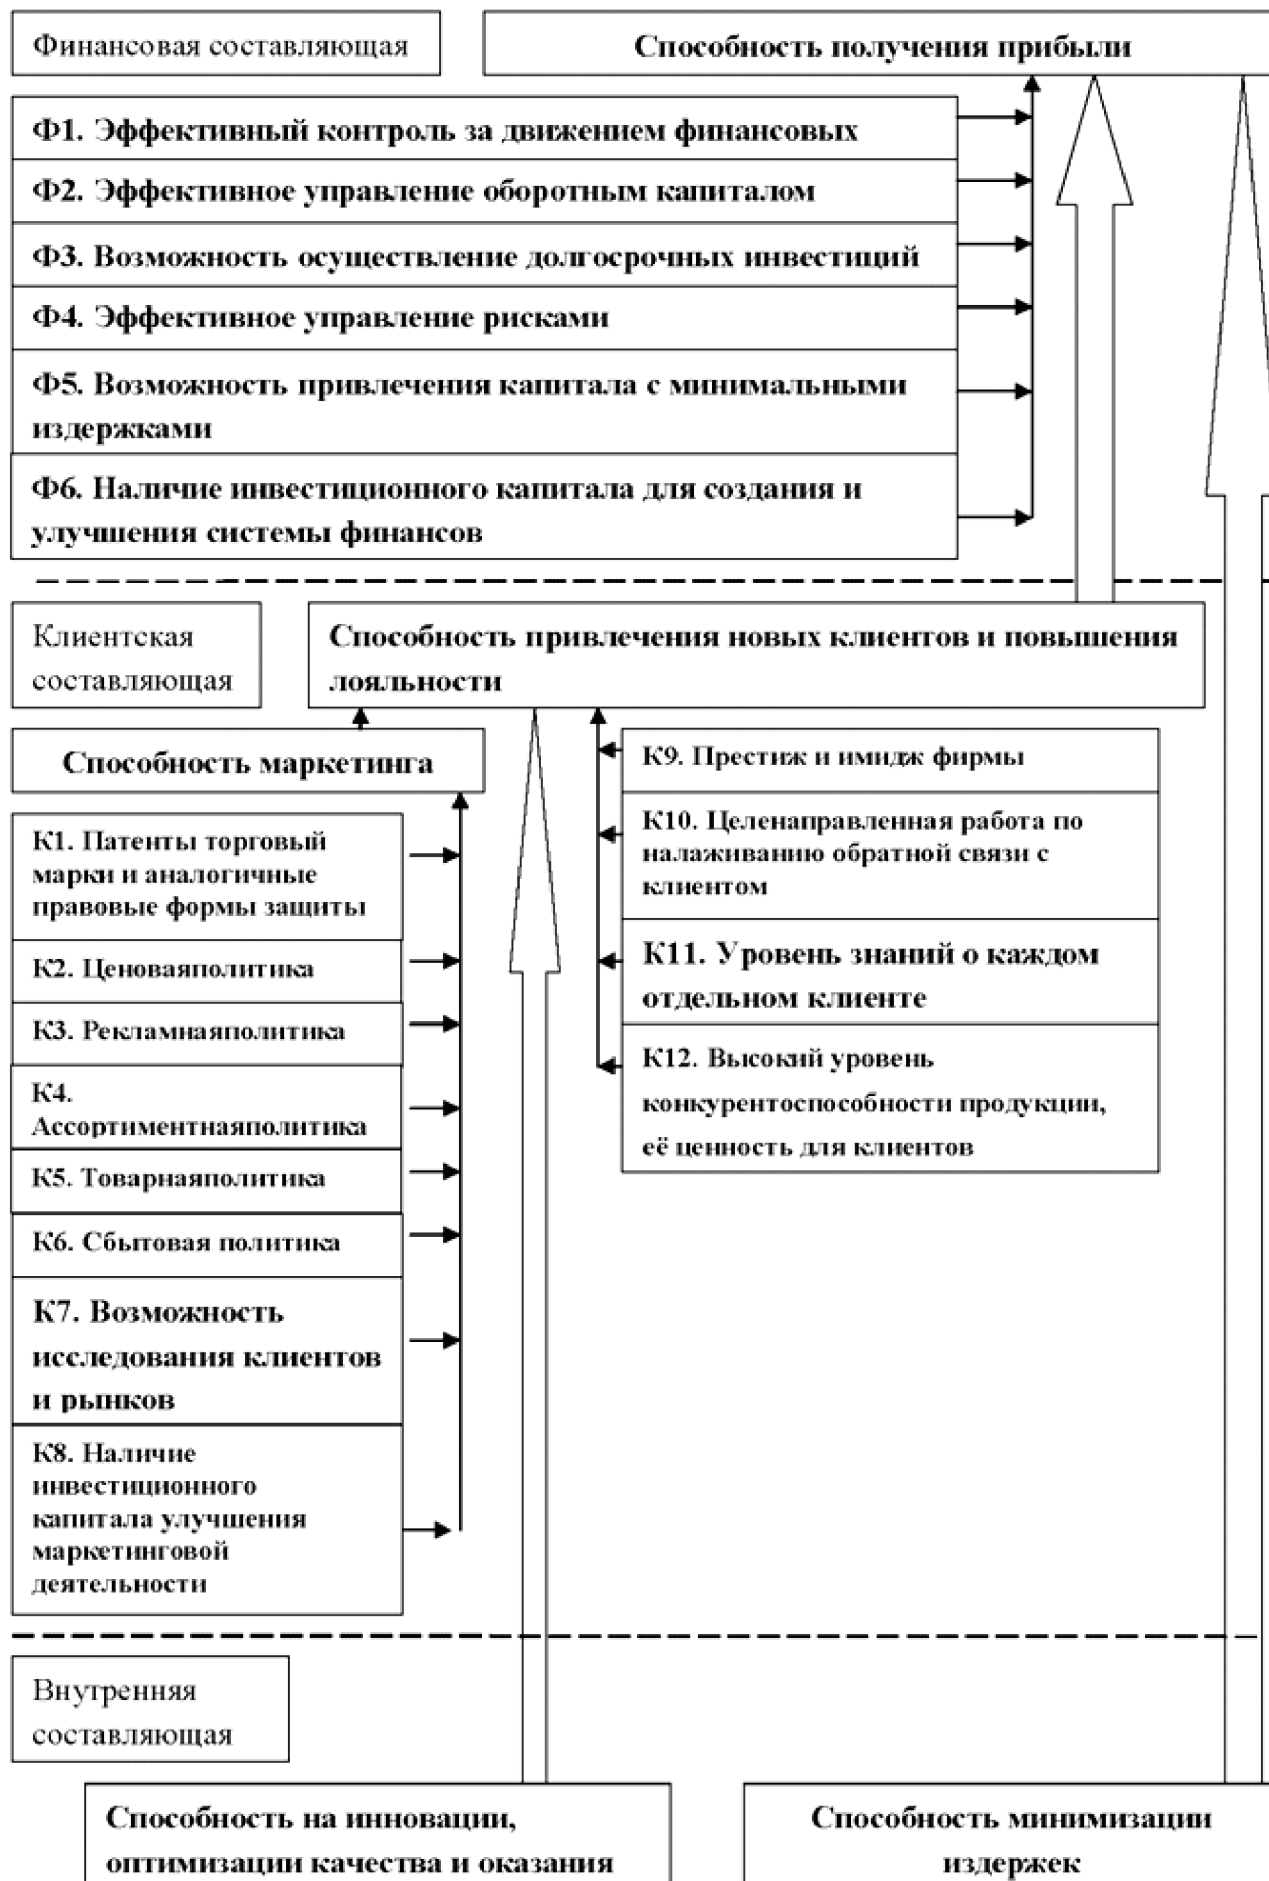 Финансовая составляющая
Способность получения прибыли
Ф1. Эффективный контроль за движением финансовых
Ф2. Эффективное управление оборотным капиталом
Ф3. Возможность осуществление долгосрочных инвестиций
Ф4. Эффективное управление рисками
Ф5. Возможность привлечения капитала с минимальными
издержками
Ф6. Наличие инвестиционного капитала для создания и
улучшения системы финансов
Клиентская
составляющая
Способность привлечения новых клиентов и повышения
лояльности
Способность маркетинга
К1. Патенты торговый
марки и аналогичные
правовые формы защиты
К2. Ценоваяполитика
К3. Рекламнаяполитика
К4.
Ассортиментнаяполитика
К5. Товарнаяполитика
К6. Сбытовая политика
К7. Возможность
исследования клиентов
и рынков
К8. Наличие
инвестиционного
капитала улучшения
маркетинговой
деятельности
К9. Престиж и имидж фирмы
К10. Целенаправленная работа по
налаживанию обратной связи с
клиентом
К11. Уровень знаний о каждом
отдельном клиенте
К12. Высокий уровень
конкурентоспособности продукции,
её ценность для клиентов
Внутренняя
составляющая
Способность на инновации,
оптимизации качества и оказания
Способность минимизации
издержек